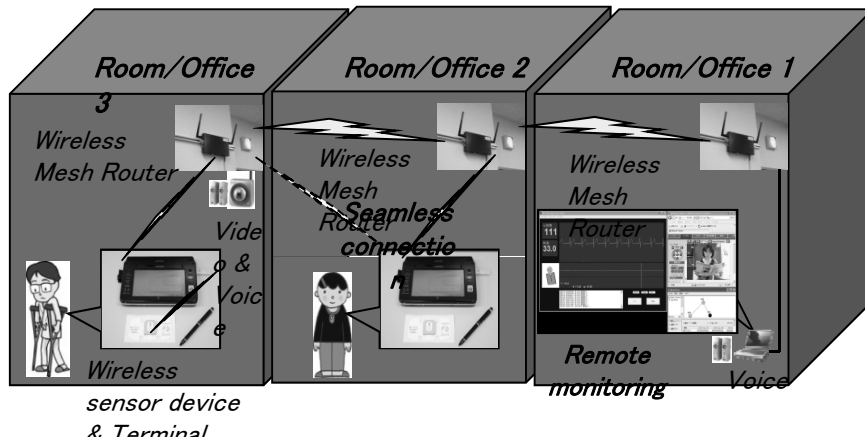 Room/Office
3
Room/Office 2
Room/Office 1
Wireless
Mesh Router
Wireless
Mesh
Router
Wireless
Mesh
Router
Seamless
connectio
n
Vide
o &
Voic
e
111
33.0
Remote
monitoring
Voice
Wireless
sensor device
& Terminal